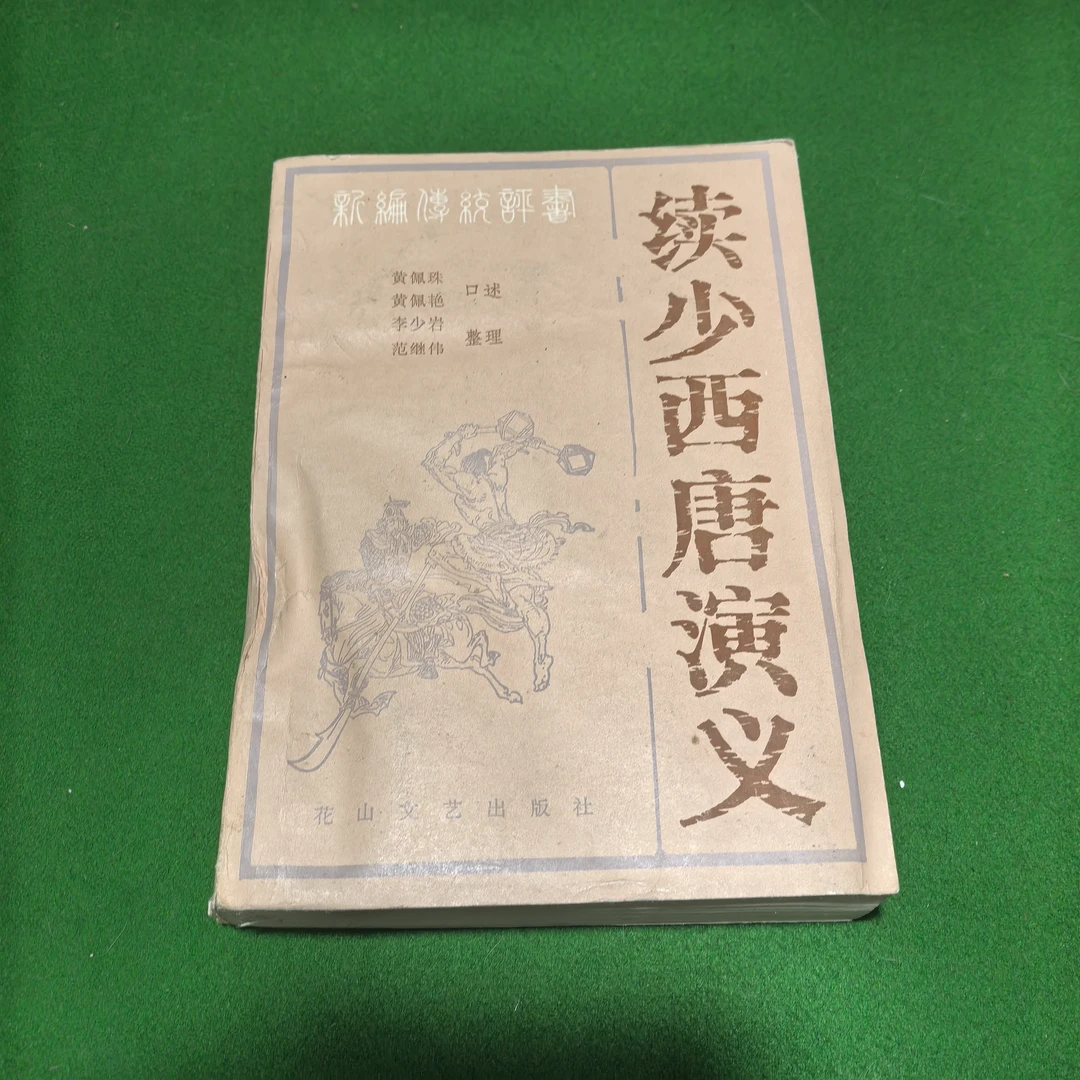 新編傳統評書
黄佩珠
黄佩艳 口述
李少岩
范继伟 整理
续少西唐演义
花山文艺出版社